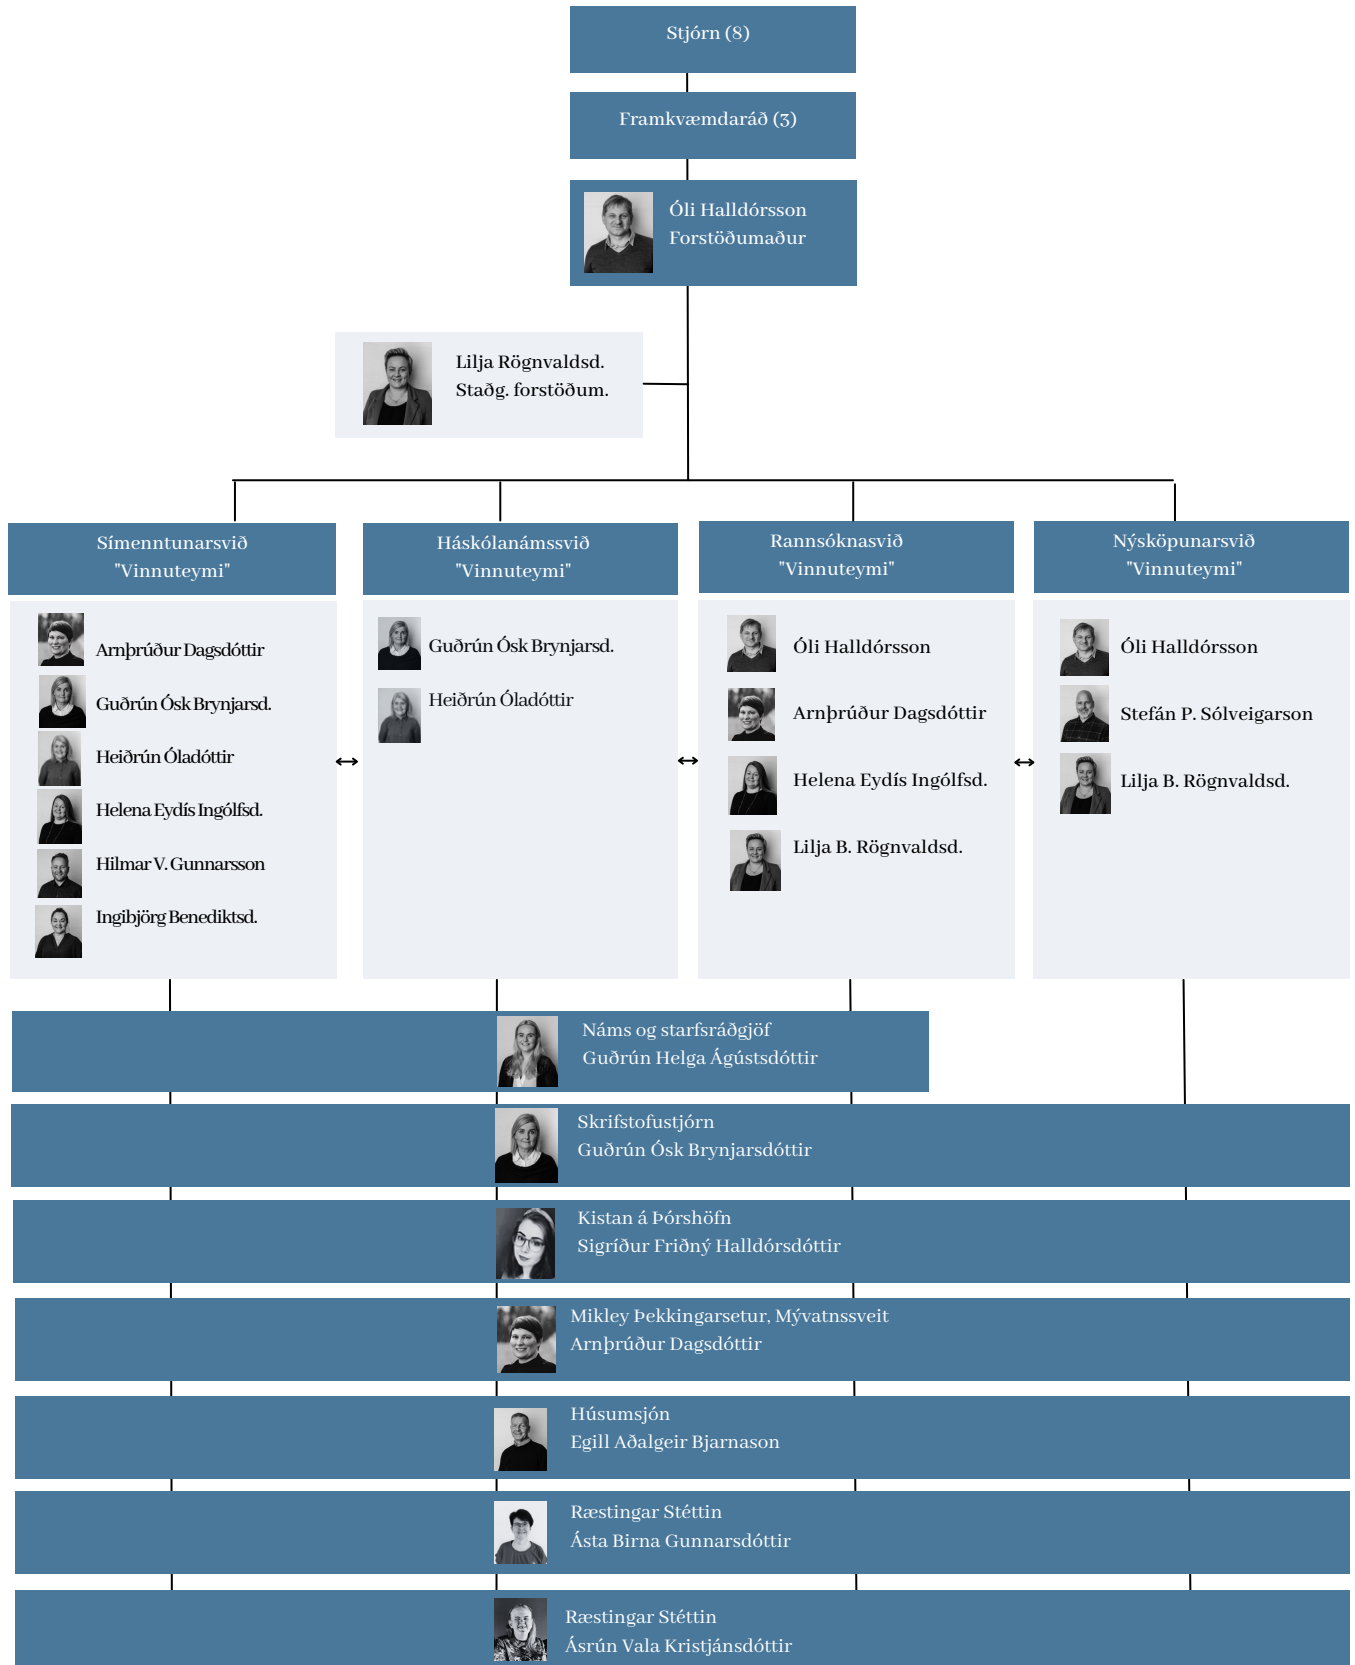 Stjórn (8)
Framkvæmdaráð (3)
Óli Halldórsson
Forstöðumaður
Lilja Rögnvaldsd.
Staðg. forstöðum.
Símenntunarsvið
"Vinnuteymi"
Háskólanámssvið
"Vinnuteymi"
Rannsóknasvið
"Vinnuteymi"
Nýsköpunarsvið
"Vinnuteymi"
Arnþrúður Dagsdóttir
Guðrún Ósk Brynjarsd.
Heiðrún Óladóttir
Helena Eydís Ingólfsd.
Hilmar V. Gunnarsson
Ingibjörg Benediktsd.
Guðrún Ósk Brynjarsd.
Heiðrún Óladóttir
Óli Halldórsson
Arnþrúður Dagsdóttir
Helena Eydís Ingólfsd.
Lilja B. Rögnvaldsd.
Óli Halldórsson
Stefán P. Sólveigarson
Lilja B. Rögnvaldsd.
Náms og starfsráðgjöf
Guðrún Helga Ágústsdóttir
Skrifstofustjórn
Guðrún Ósk Brynjarsdóttir
Kistan á Þórshöfn
Sigríður Friðný Halldórsdóttir
Mikley Þekkingarsetur, Mývatnssveit
Arnþrúður Dagsdóttir
Húsumsjón
Egill Aðalgeir Bjarnason
Ræstingar Stéttin
Ásta Birna Gunnarsdóttir
Ræstingar Stéttin
Ásrún Vala Kristjánsdóttir